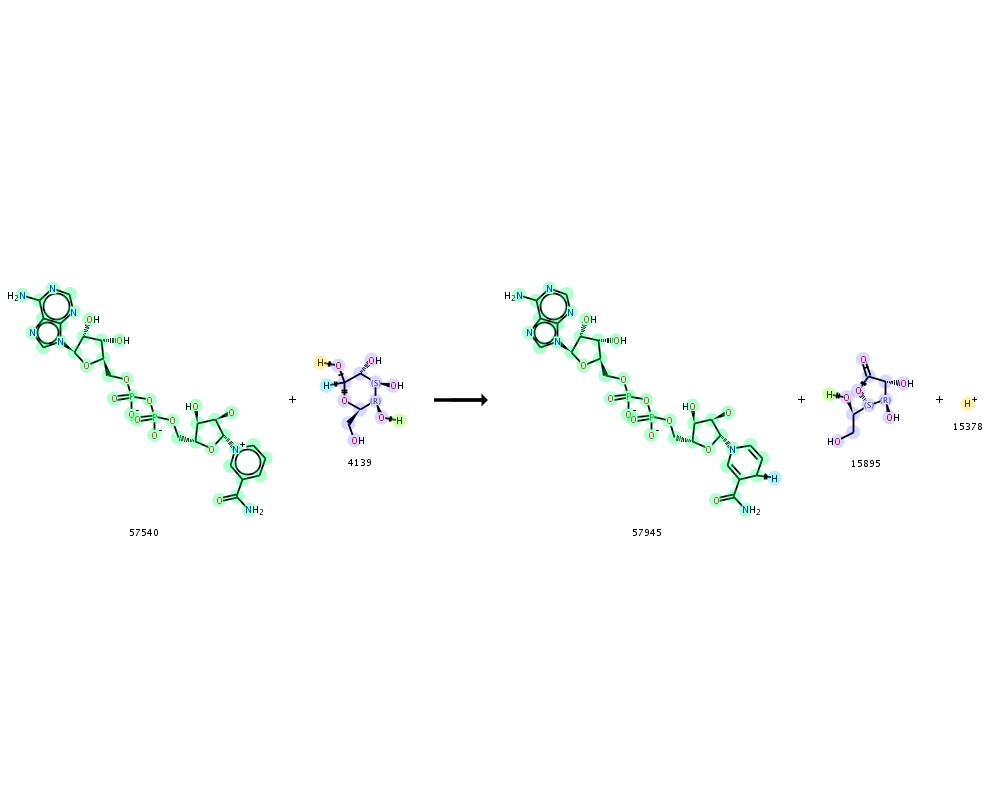 H2N N N N N OH OH O O P O O- O P O O- O HO O O N+ O NH2
57540
+
H O OH H (S) OH O (R) O H OH
4139
H2N N N N N OH OH O O P O O- O P O O- O HO O O N H O NH2
57945
+
O O OH H O (S) (R) OH HO
15895
+
H+
15378